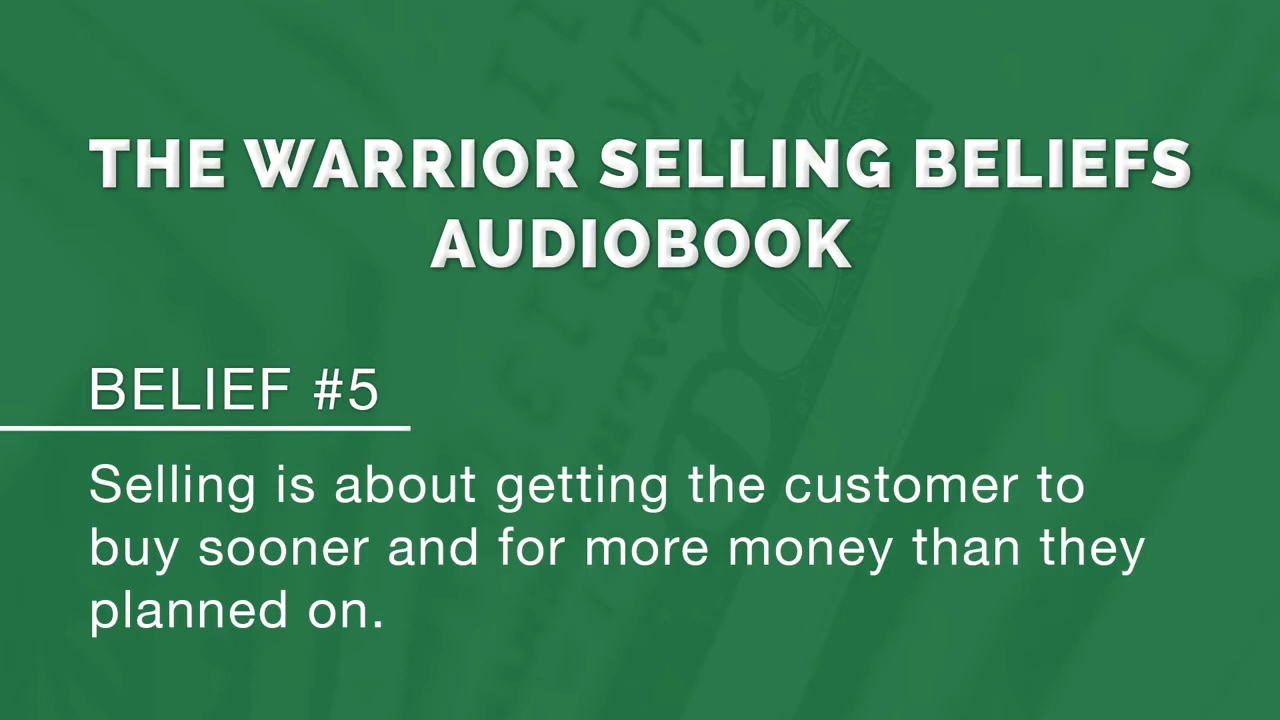 THE WARRIOR SELLING BELIEFS
AUDIOBOOK
BELIEF #5
Selling is about getting the customer to
buy sooner and for more money than they
planned on.